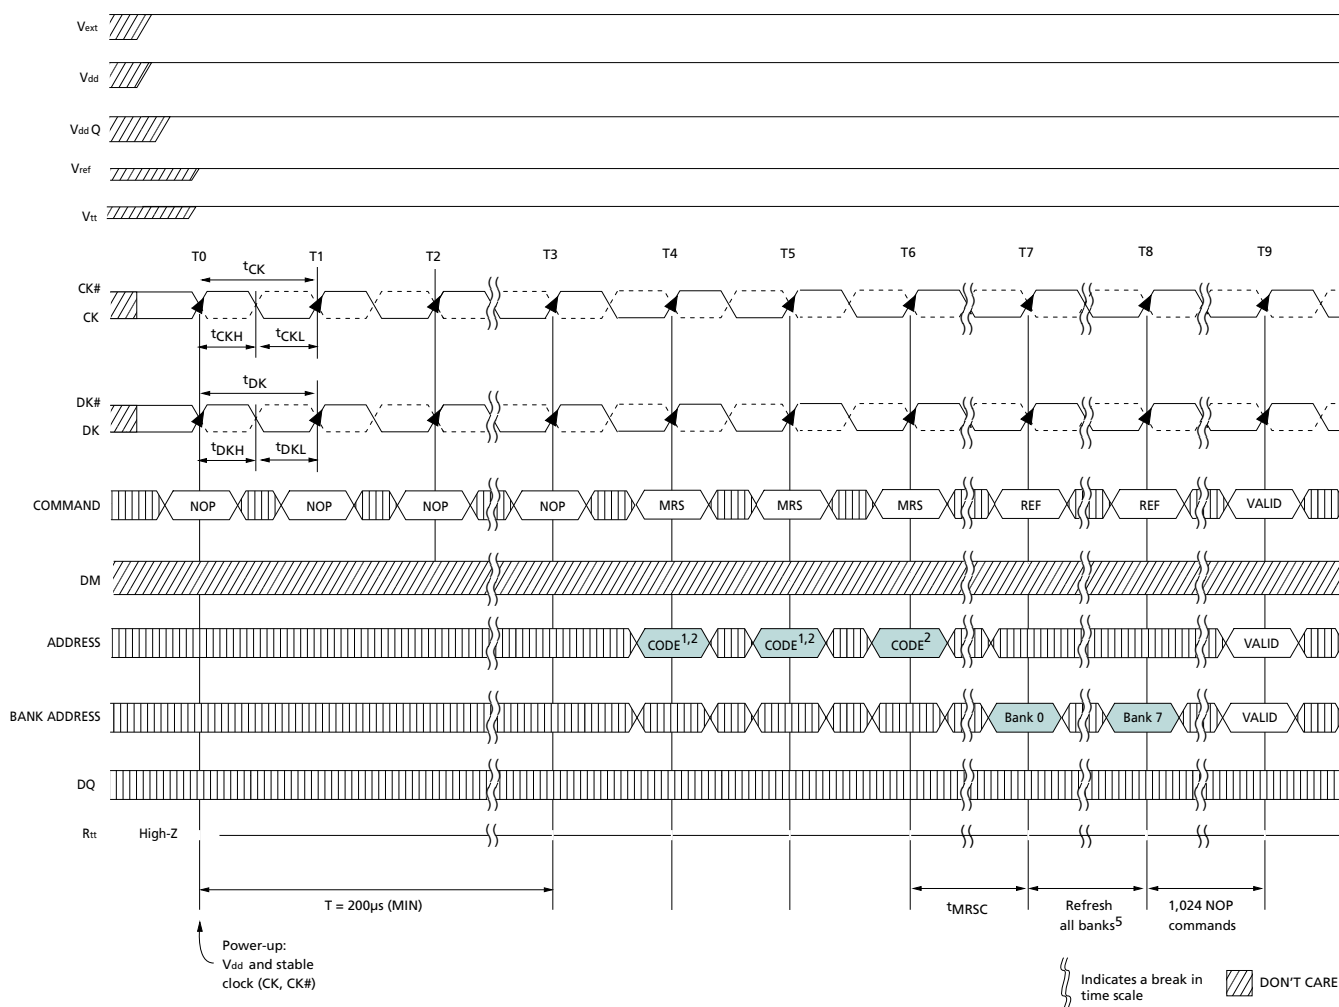 Vext
Vdd
VddQ
Vref
Vtt
T0 T1 T2 T3 T4 T5 T6 T7 T8 T9
tCK
CK#
CK
tCKH tCKL
tDK
DK#
DK
tDKH tDKL
COMMAND NOP NOP NOP NOP MRS MRS MRS REF REF VALID
DM
ADDRESS CODE1,2 CODE1,2 CODE2 VALID
BANK ADDRESS Bank 0 Bank 7 VALID
DQ
Rtt High-Z
T = 200µs (MIN)
tMRSC
Refresh
all banks5
1,024 NOP
commands
Power-up:
Vdd and stable
clock (CK, CK#)
Indicates a break in
time scale
DON'T CARE